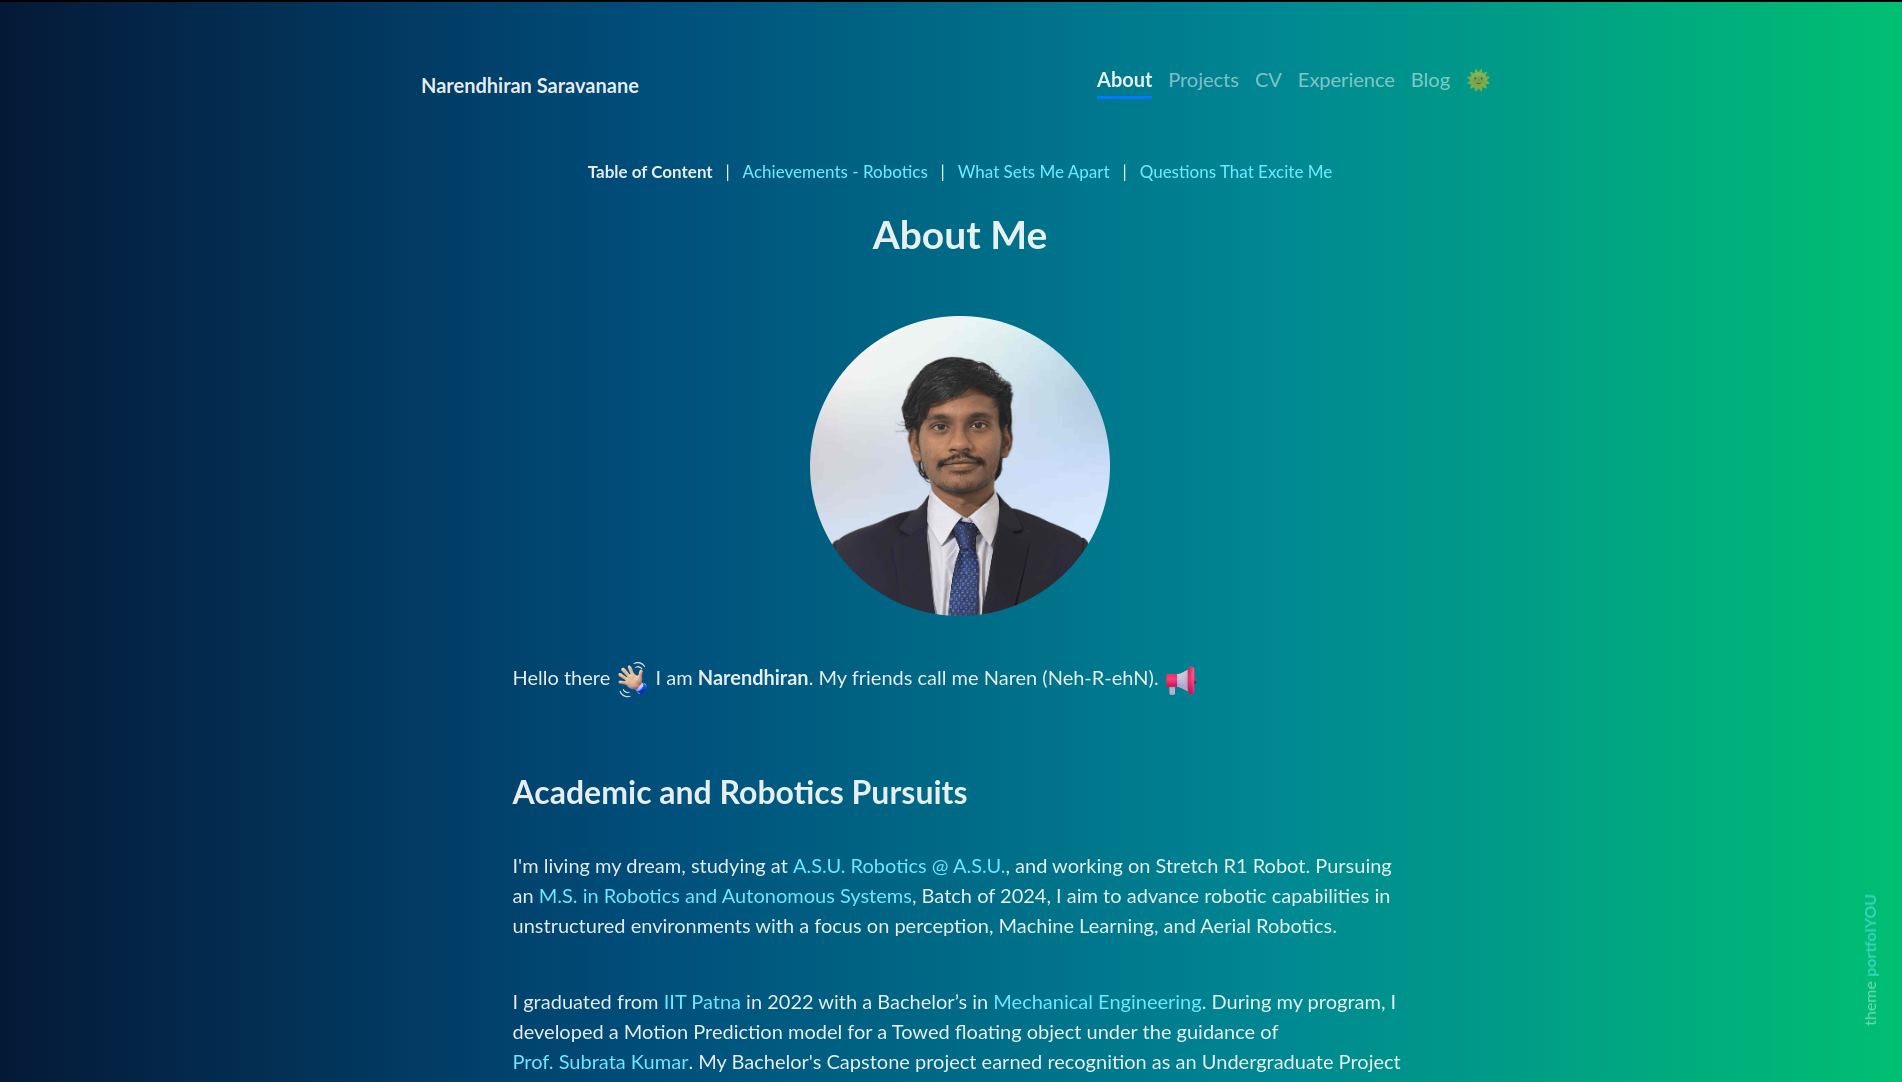 Narendhiran Saravanane
About Projects CV Experience Blog
Table of Content | Achievements - Robotics | What Sets Me Apart | Questions That Excite Me
About Me
Hello there 👋🏼 I am Narendhiran. My friends call me Naren (Neh-R-ehN). 📢
Academic and Robotics Pursuits
I'm living my dream, studying at A.S.U. Robotics @ A.S.U., and working on Stretch R1 Robot. Pursuing
an M.S. in Robotics and Autonomous Systems, Batch of 2024, I aim to advance robotic capabilities in
unstructured environments with a focus on perception, Machine Learning, and Aerial Robotics.
I graduated from IIT Patna in 2022 with a Bachelor’s in Mechanical Engineering. During my program, I
developed a Motion Prediction model for a Towed floating object under the guidance of
Prof. Subrata Kumar. My Bachelor's Capstone project earned recognition as an Undergraduate Project
theme portfolYOU